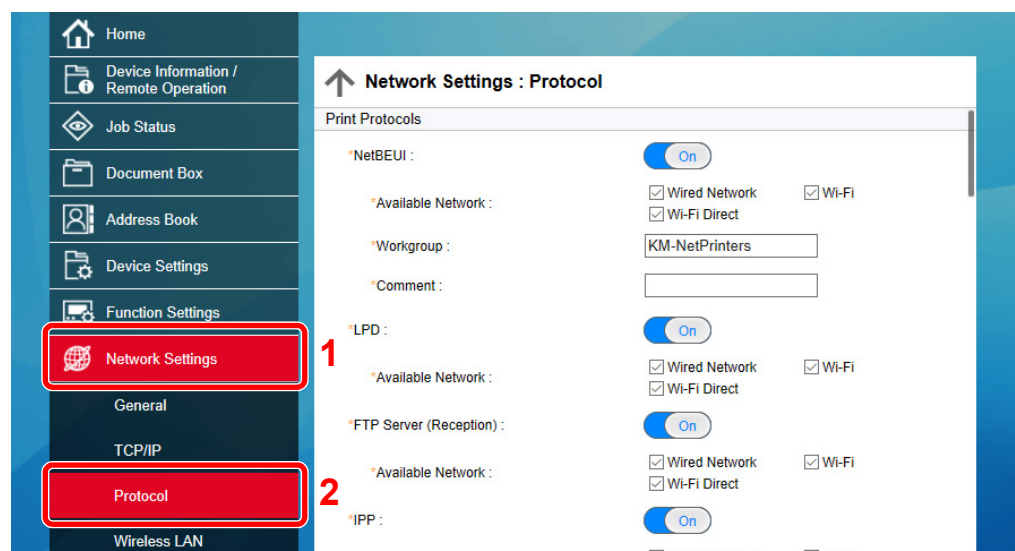 Home
Device Information /
Remote Operation
Job Status
Document Box
Address Book
Device Settings
Function Settings
Network Settings
1
General
TCP/IP
Protocol
2
Wireless LAN
Network Settings : Protocol
Print Protocols
*NetBEUI :
On
*Available Network :
Wired Network
Wi-Fi
Wi-Fi Direct
*Workgroup :
KM-NetPrinters
*Comment :
*LPD :
On
*Available Network :
Wired Network
Wi-Fi
Wi-Fi Direct
*FTP Server (Reception) :
On
*Available Network :
Wired Network
Wi-Fi
Wi-Fi Direct
*IPP :
On